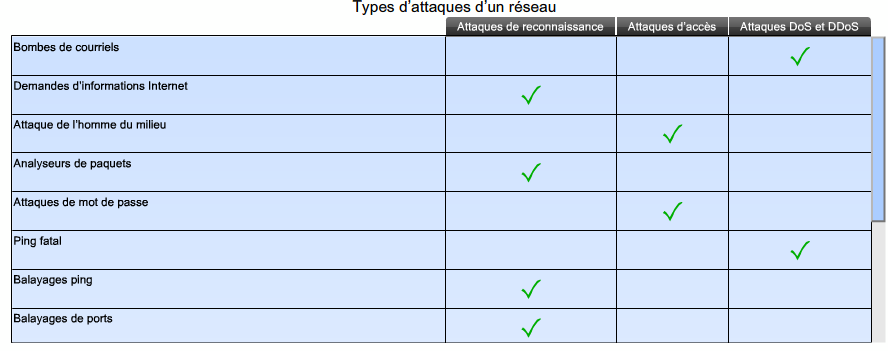 Types d’attaques d’un réseau
Attaques de reconnaissance Attaques d’accès Attaques DoS et DDoS
Bombes de courriels
Demandes d’informations Internet
Attaque de l’homme du milieu
Analyseurs de paquets
Attaques de mot de passe
Ping fatal
Balayages ping
Balayages de ports